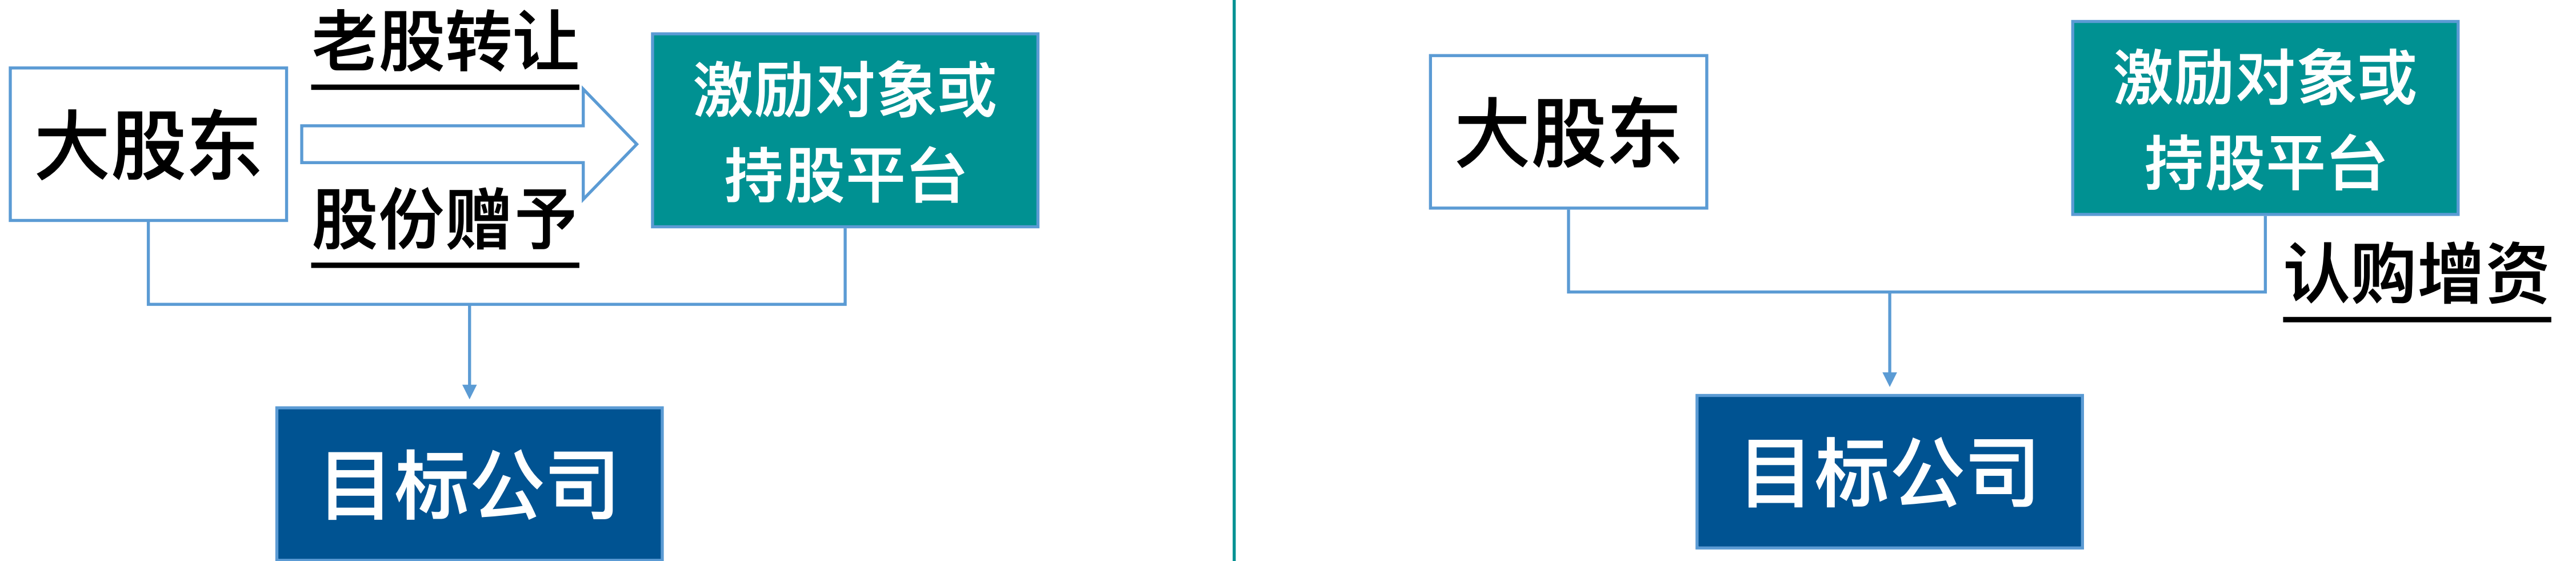 老股转让
大股东
股份赠予
激励对象或
持股平台
目标公司
大股东
激励对象或
持股平台
认购增资
目标公司